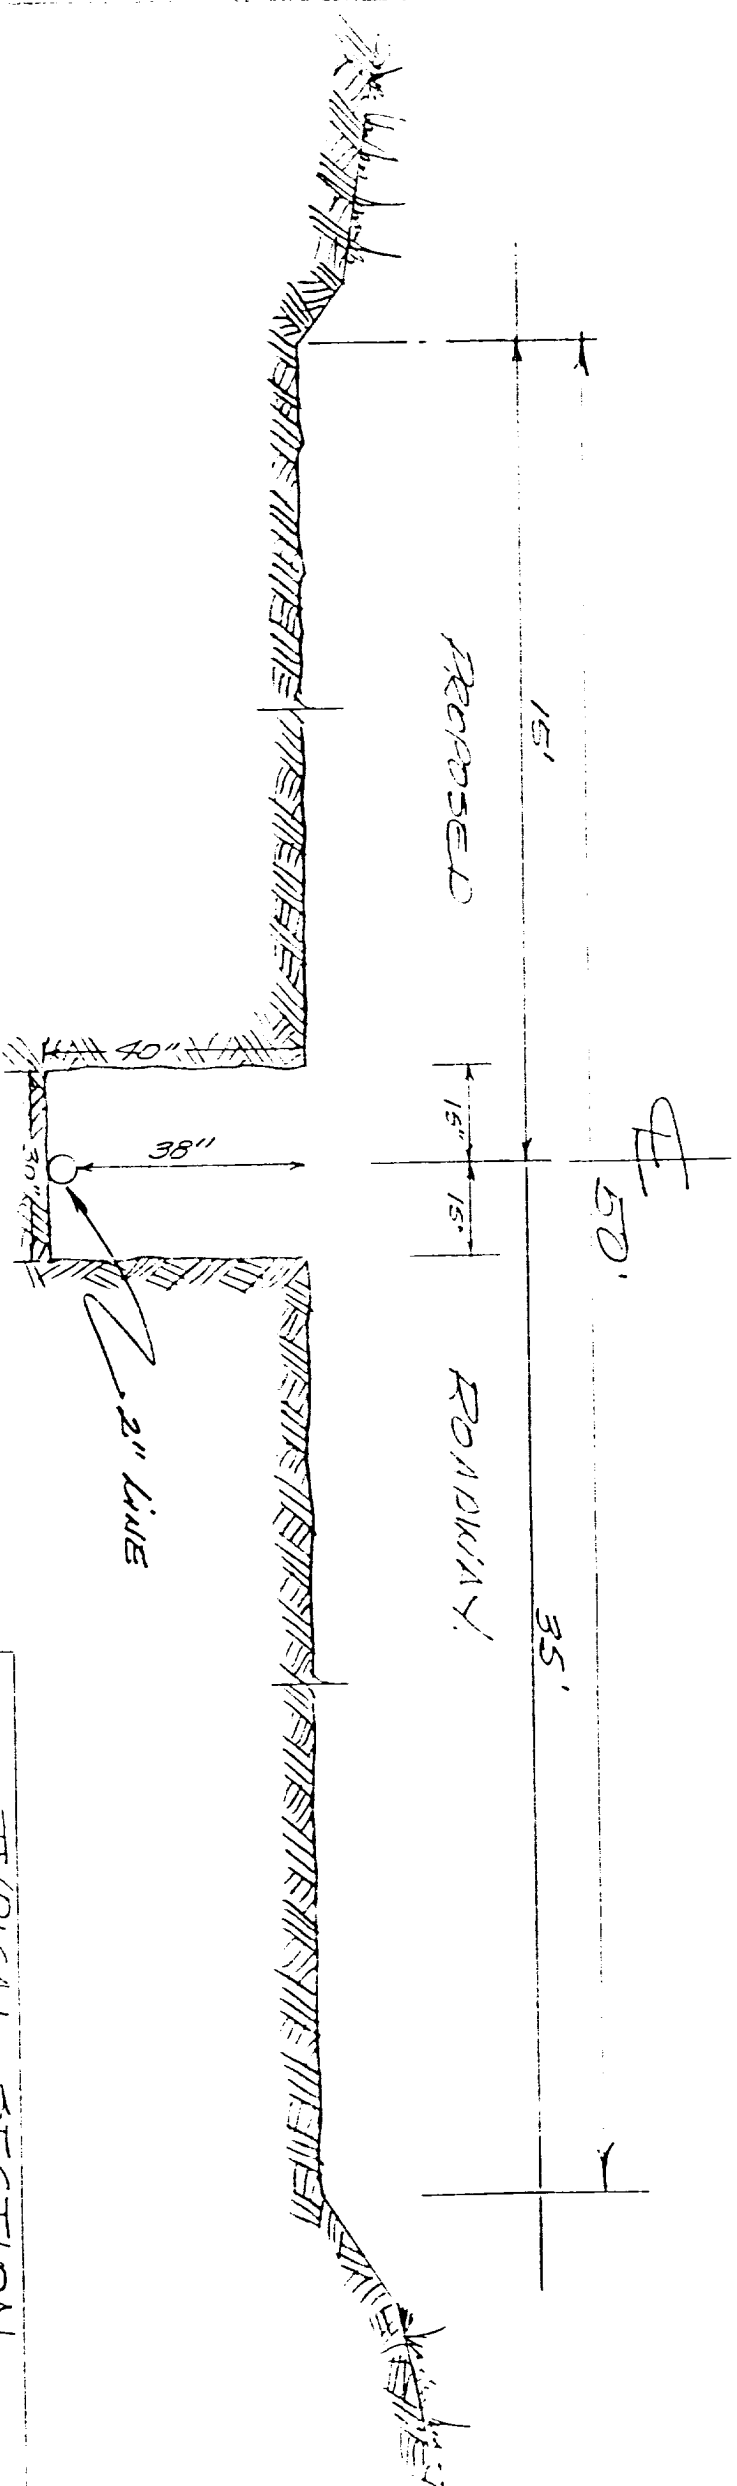 ℄
50'
15'
35'
PROPOSED ROADWAY
15" 15"
40"
38"
30"
2" LINE
TYPICAL SECTION